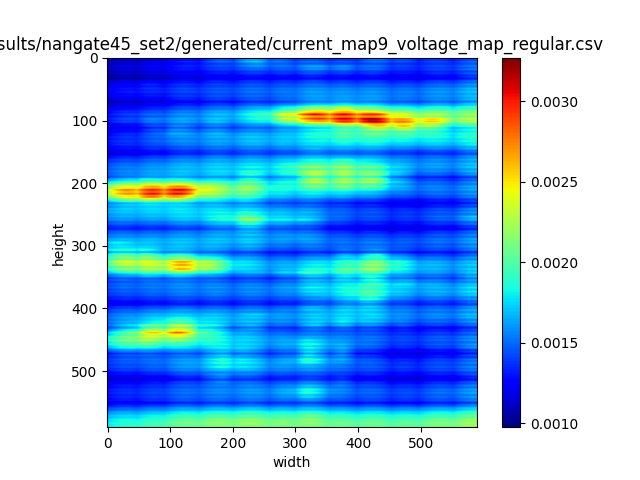 sults/nangate45_set2/generated/current_map9_voltage_map_regular.csv
0
100
200
300
400
500
height
0 100 200 300 400 500
width
0.0030
0.0025
0.0020
0.0015
0.0010